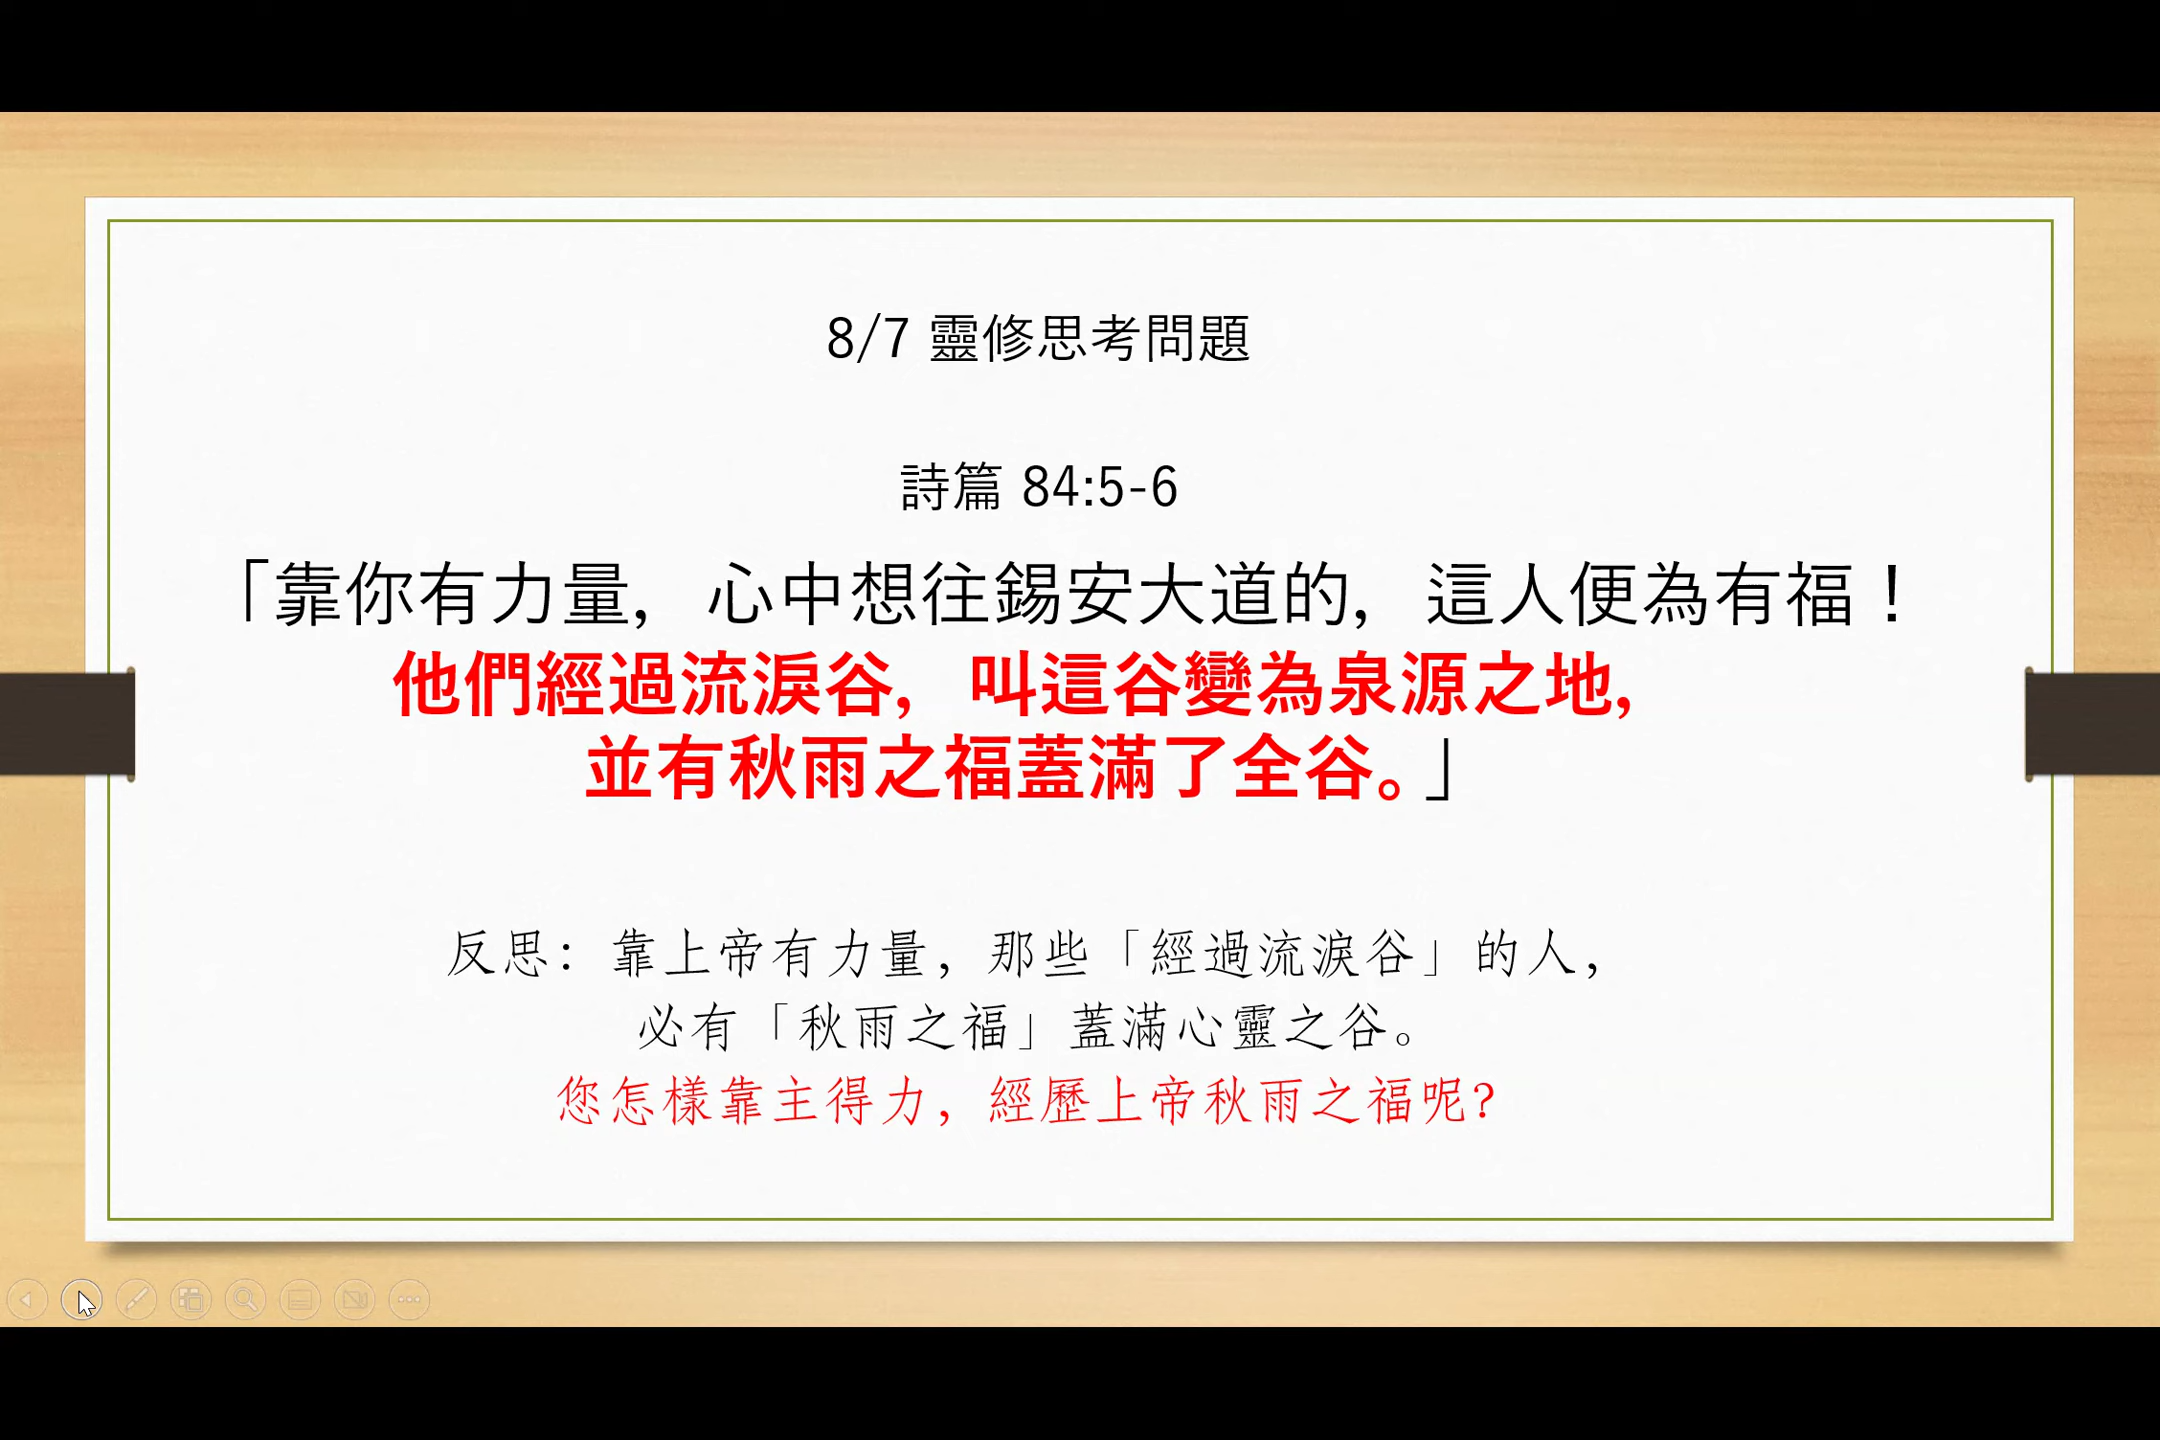 8/7 靈修思考問題
詩篇 84:5-6
「靠你有力量，心中想往錫安大道的，這人便為有福！
他們經過流淚谷，叫這谷變為泉源之地，
並有秋雨之福蓋滿了全谷。」
反思：靠上帝有力量，那些「經過流淚谷」的人，
必有「秋雨之福」蓋滿心靈之谷。
您怎樣靠主得力，經歷上帝秋雨之福呢?